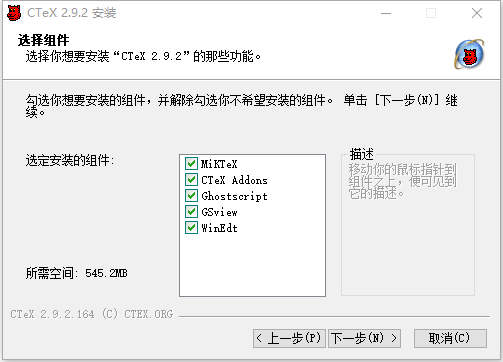 CTeX 2.9.2 安装
选择组件
选择你想要安装“CTeX 2.9.2”的那些功能。
勾选你想要安装的组件，并解除勾选你不希望安装的组件。 单击 [下一步(N)] 继
续。
选定安装的组件:
MiKTeX
CTeX Addons
Ghostscript
GSview
WinEdt
描述
移动你的鼠标指针到
组件之上，便可见到
它的描述。
所需空间: 545.2MB
CTeX 2.9.2.164 (C) CTEX.ORG
< 上一步(P)
下一步(N) >
取消(C)